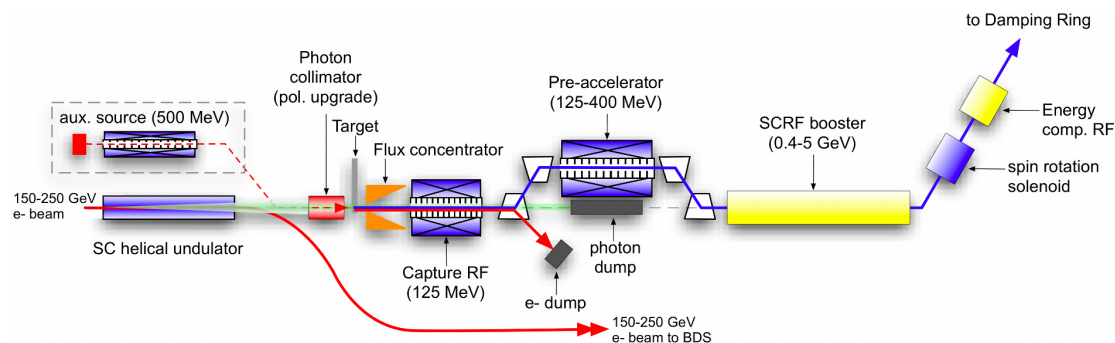 to Damping Ring
Photon
collimator
(pol. upgrade)
Pre-accelerator
(125-400 MeV)
aux. source (500 MeV)
Target
Flux concentrator
SCRF booster
(0.4-5 GeV)
Energy
comp. RF
spin rotation
solenoid
150-250 GeV
e- beam
SC helical undulator
Capture RF
(125 MeV)
photon
dump
e- dump
150-250 GeV
e- beam to BDS